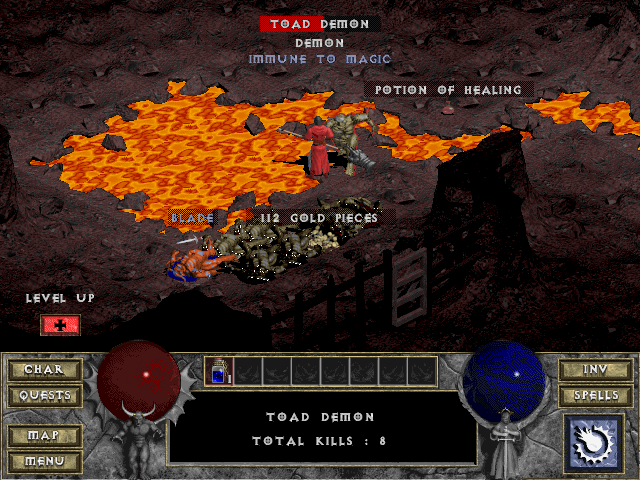 TOAD DEMON
DEMON
IMMUNE TO MAGIC
POTION OF HEALING
BLADE
112 GOLD PIECES
LEVEL UP
CHAR
QUESTS
MAP
MENU
TOAD DEMON
TOTAL KILLS : 8
INV
SPELLS